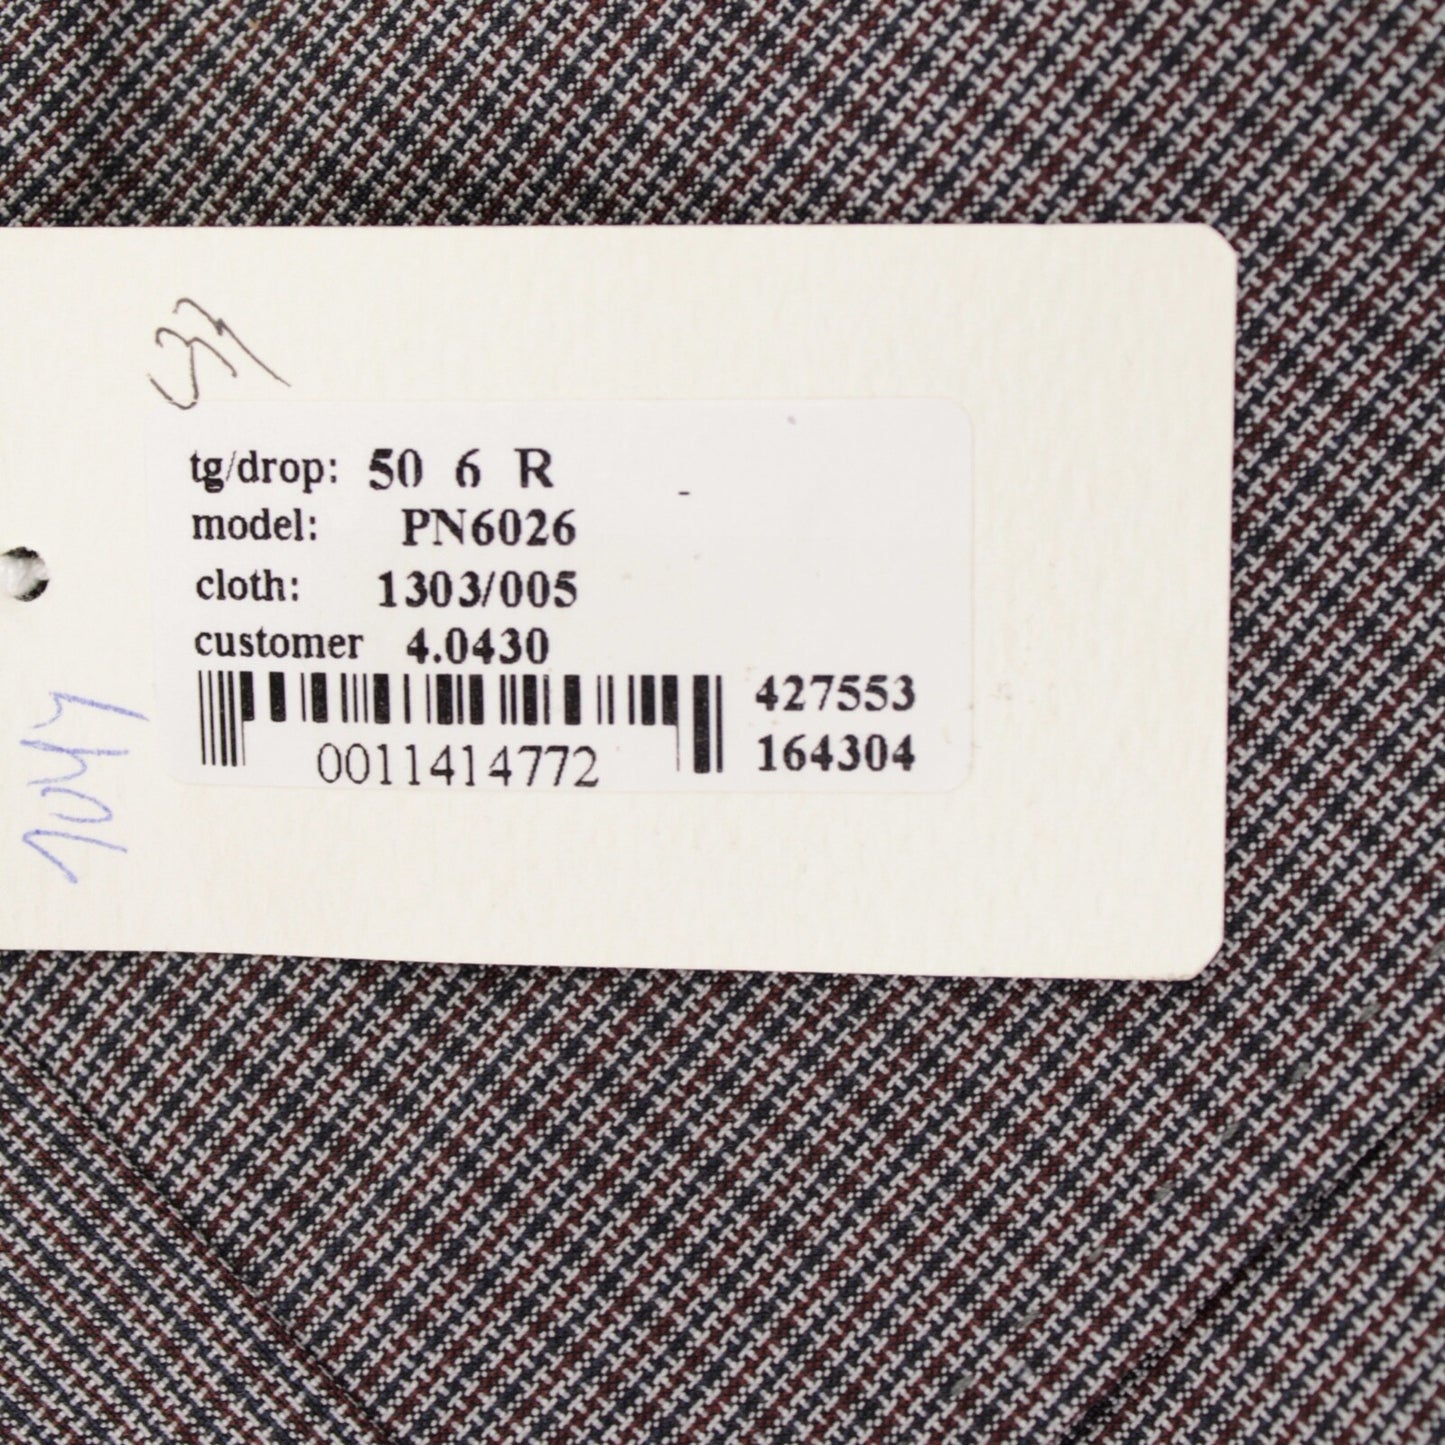 tg/drop: 50 6 R
model: PN6026
cloth: 1303/005
customer 4.0430
427553
0011414772
164304